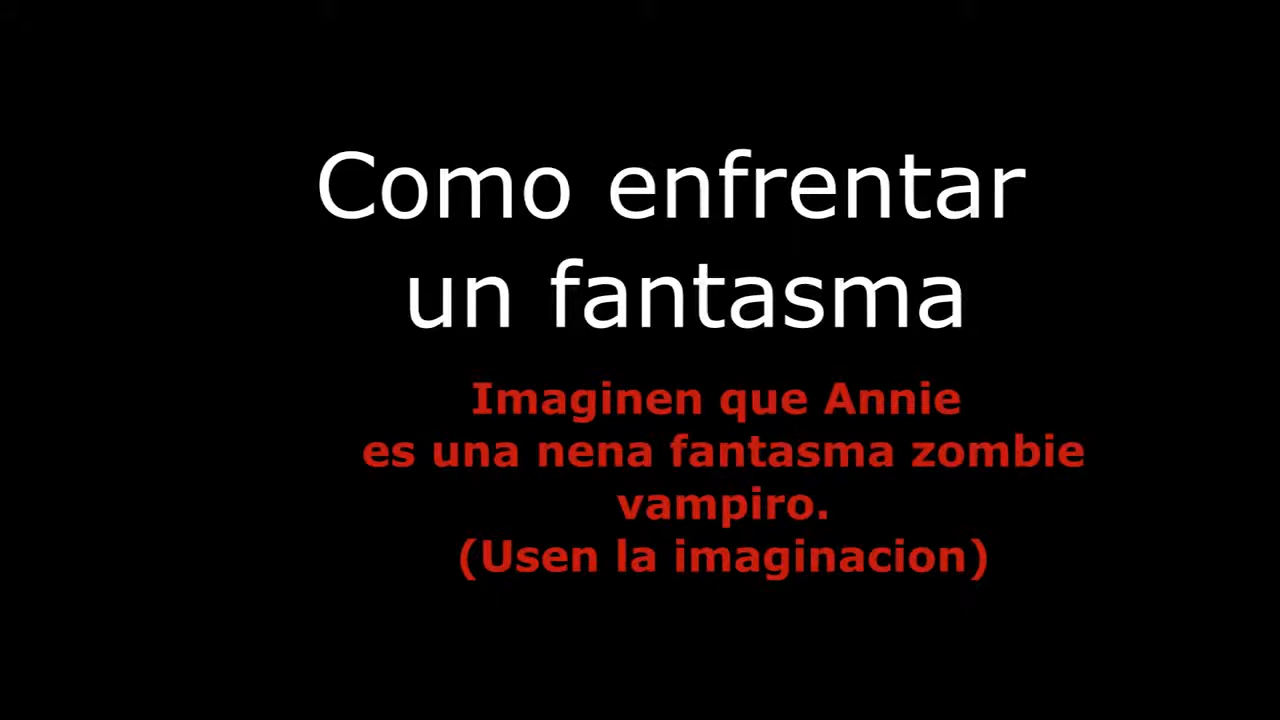 Como enfrentar
un fantasma
Imaginen que Annie
es una nena fantasma zombie
vampiro.
(Usen la imaginacion)